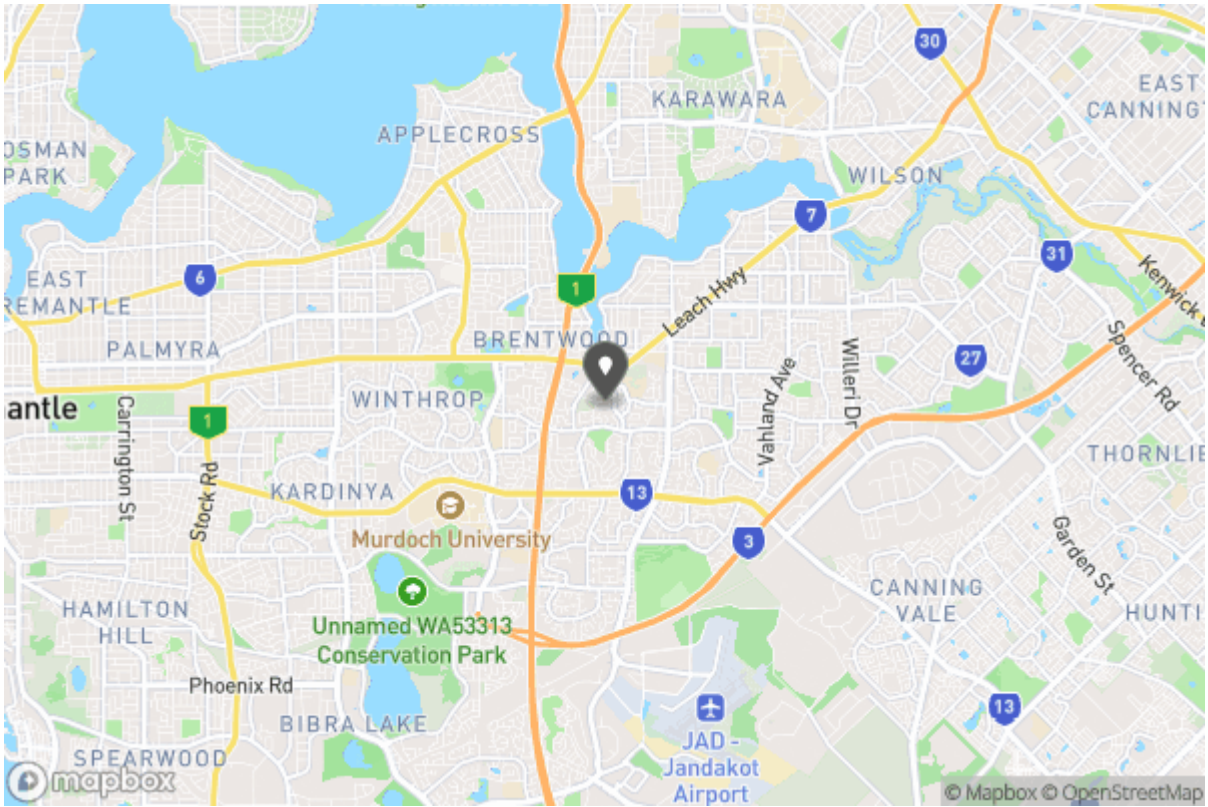 30
KARAWARA
EAST
CANNINGT
APPLECROSS
OSMAN
PARK
WILSON
7
31
6
EAST
REMANTLE
1
Kenwick
Leach Hwy
BRENTWOOD
PALMYRA
27
Spencer Rd
Willeri Dr
Vahland Ave
WINTHROP
antle
Carrington St
1
Stock Rd
THORNLIE
KARDINYA
13
Murdoch University
3
Garden St
CANNING
VALE
HAMILTON
HILL
HUNTI
Unnamed WA53313
Conservation Park
Phoenix Rd
BIBRA LAKE
13
JAD -
Jandakot
Airport
SPEARWOOD
mapbox
© Mapbox © OpenStreetMap